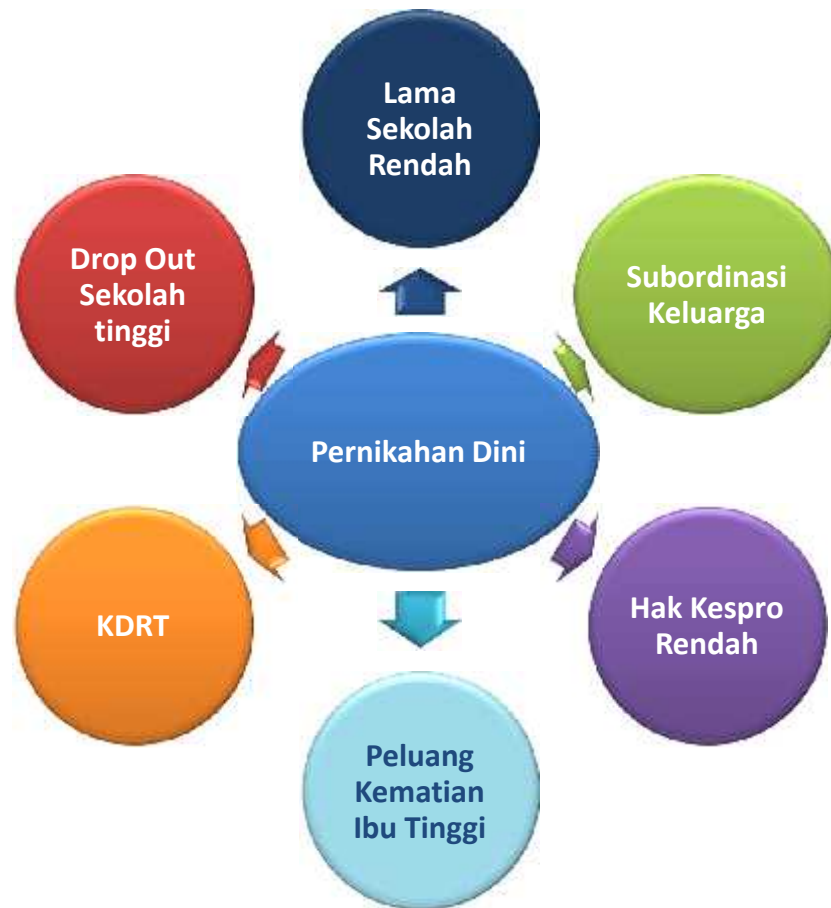 Lama
Sekolah
Rendah
Drop Out
Sekolah
tinggi
Subordinasi
Keluarga
Pernikahan Dini
KDRT
Hak Kespro
Rendah
Peluang
Kematian
Ibu Tinggi